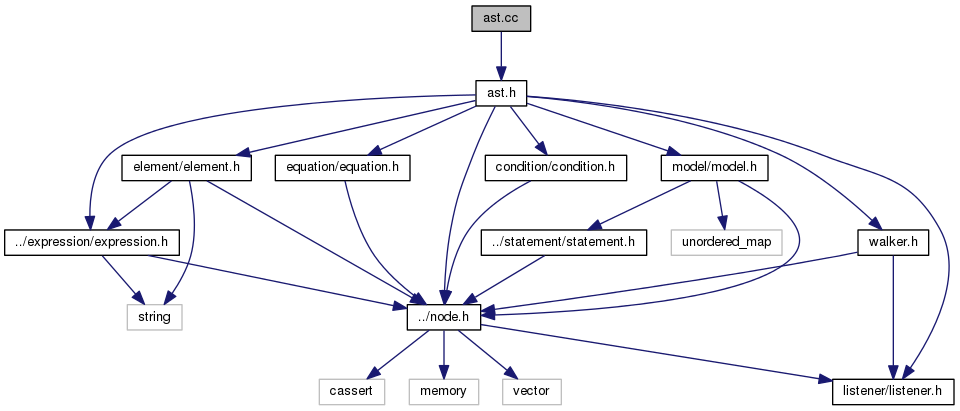 ast.cc
ast.h
element/element.h
equation/equation.h
condition/condition.h
model/model.h
../expression/expression.h
../statement/statement.h
unordered_map
walker.h
string
../node.h
cassert
memory
vector
listener/listener.h